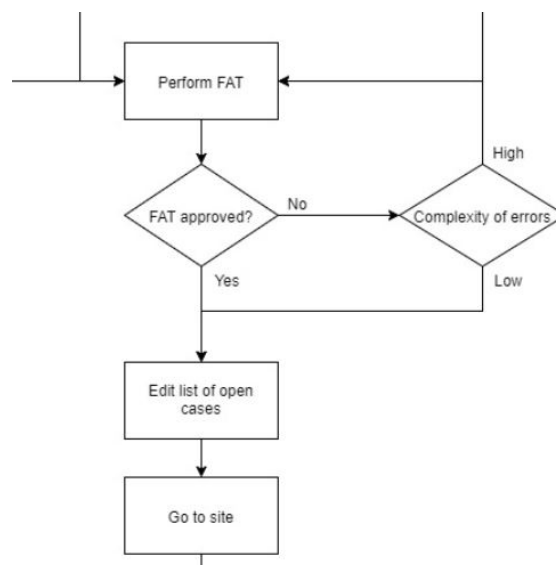 Perform FAT
High
FAT approved?
No
Complexity of errors
Yes
Low
Edit list of open
cases
Go to site